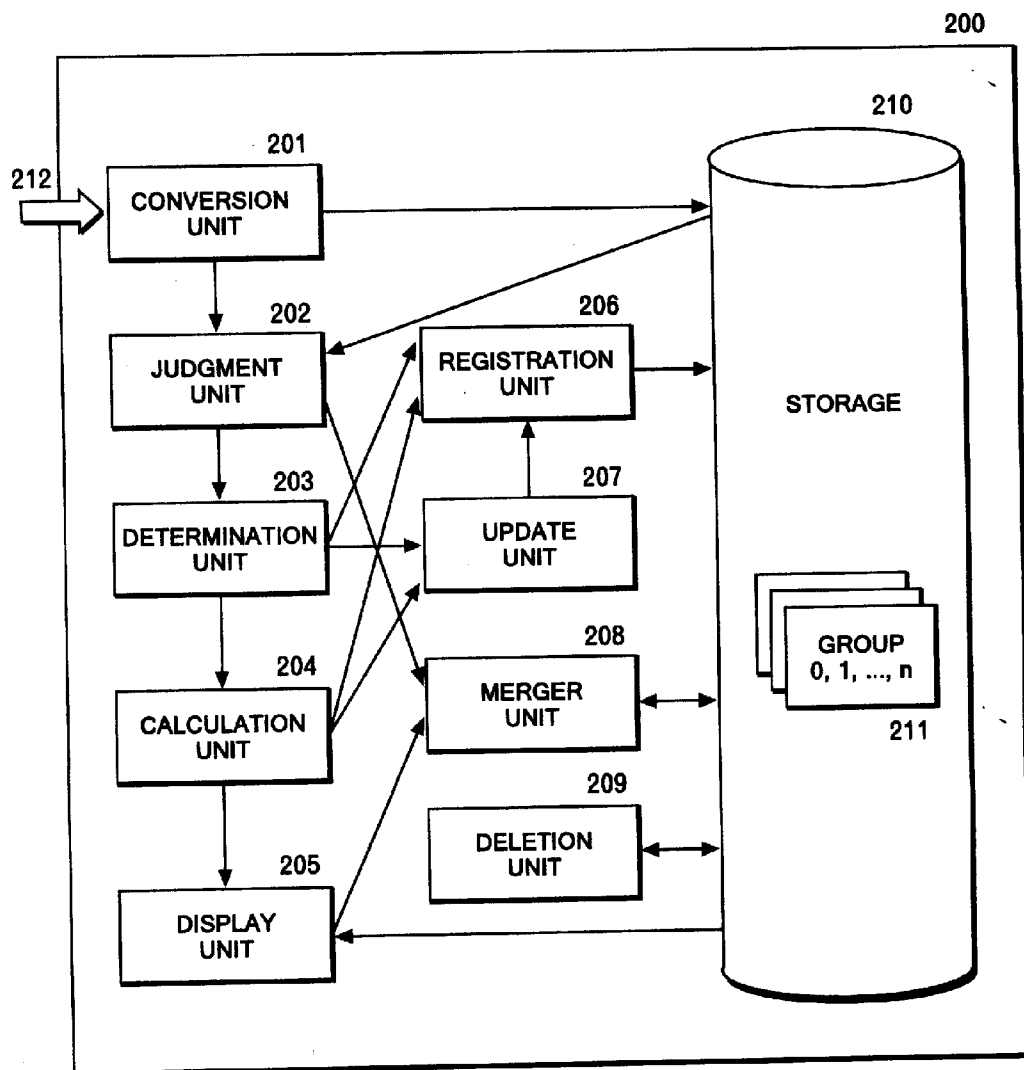 200
210
201
212
CONVERSION
UNIT
202
206
JUDGMENT
UNIT
REGISTRATION
UNIT
STORAGE
203
207
DETERMINATION
UNIT
UPDATE
UNIT
204
208
GROUP
0, 1, ..., n
CALCULATION
UNIT
MERGER
UNIT
211
209
DELETION
UNIT
205
DISPLAY
UNIT